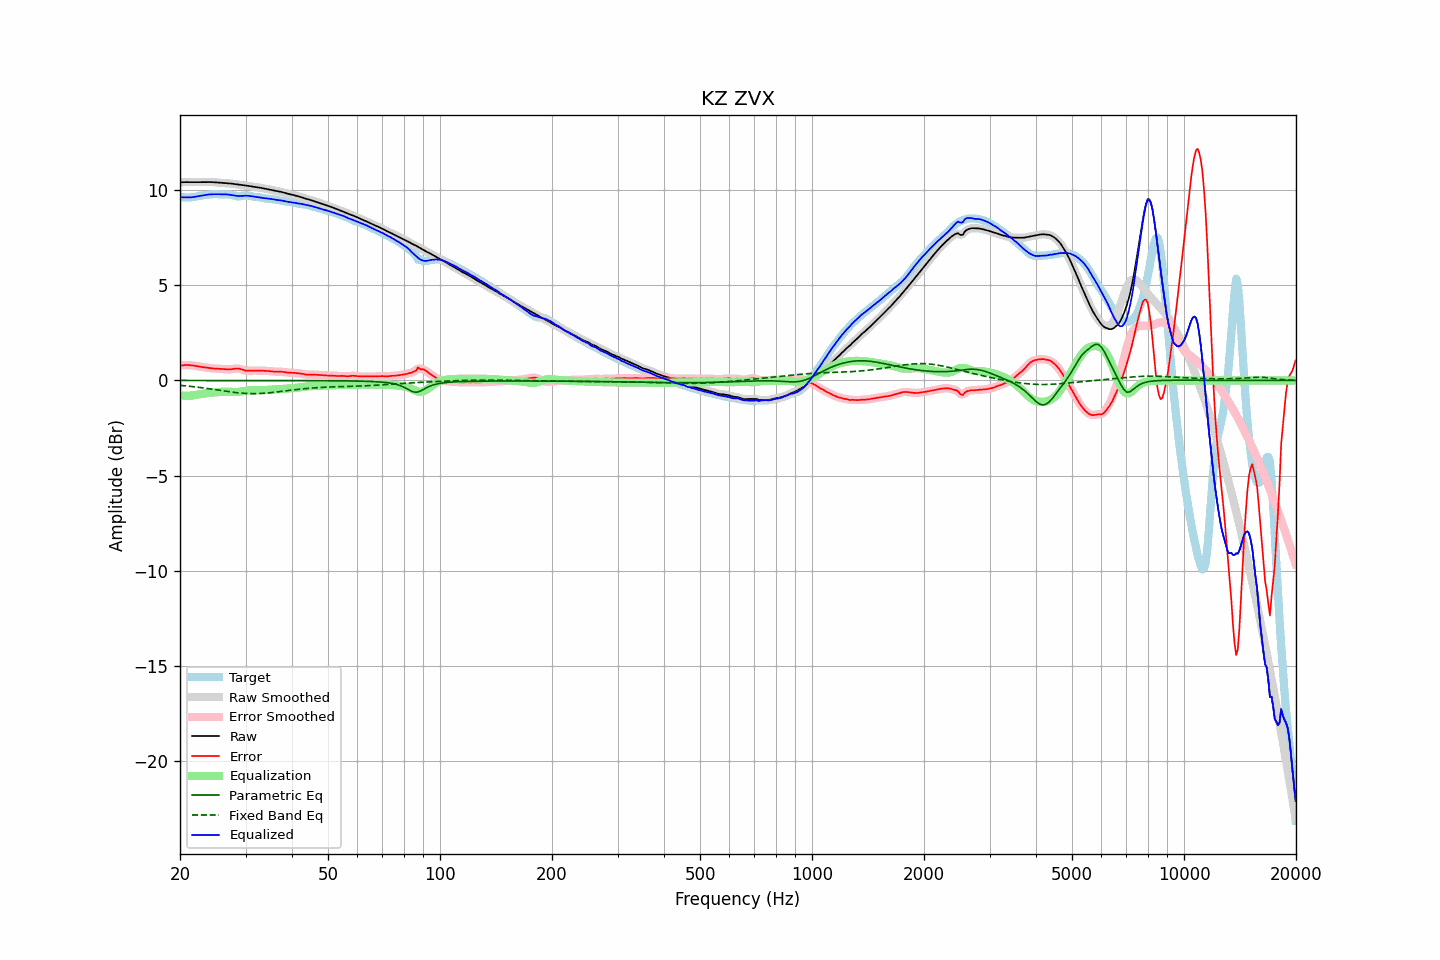 KZ ZVX
10
5
0
−5
−10
−15
−20
Amplitude (dBr)
Target
Raw Smoothed
Error Smoothed
Raw
Error
Equalization
Parametric Eq
Fixed Band Eq
Equalized
20 50 100 200 500 1000 2000 5000 10000 20000
Frequency (Hz)